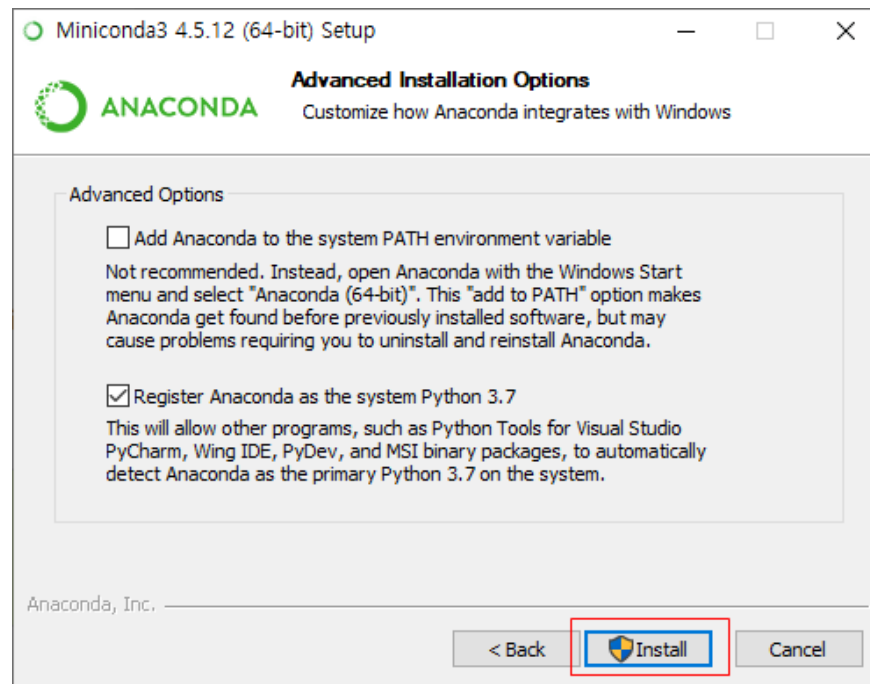 Miniconda3 4.5.12 (64-bit) Setup
ANACONDA
Advanced Installation Options
Customize how Anaconda integrates with Windows
Advanced Options
Add Anaconda to the system PATH environment variable
Not recommended. Instead, open Anaconda with the Windows Start
menu and select "Anaconda (64-bit)". This "add to PATH" option makes
Anaconda get found before previously installed software, but may
cause problems requiring you to uninstall and reinstall Anaconda.
Register Anaconda as the system Python 3.7
This will allow other programs, such as Python Tools for Visual Studio
PyCharm, Wing IDE, PyDev, and MSI binary packages, to automatically
detect Anaconda as the primary Python 3.7 on the system.
Anaconda, Inc.
< Back
Install
Cancel